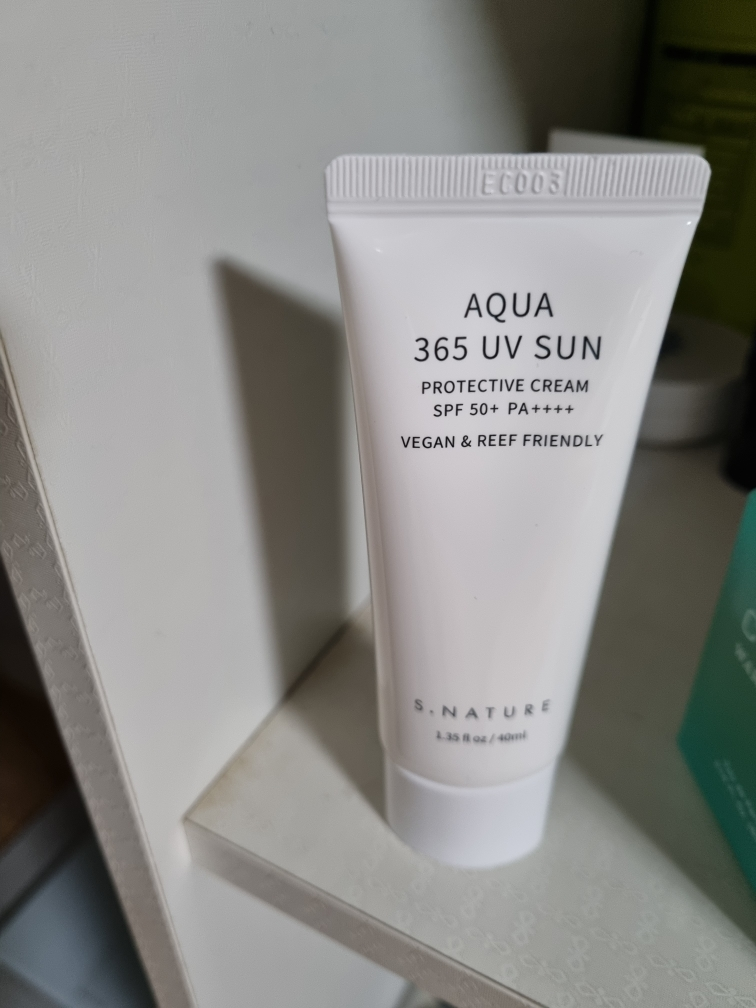 EC003
AQUA
365 UV SUN
PROTECTIVE CREAM
SPF 50+ PA++++
VEGAN & REEF FRIENDLY
S.NATURE
1.35 fl oz / 40ml